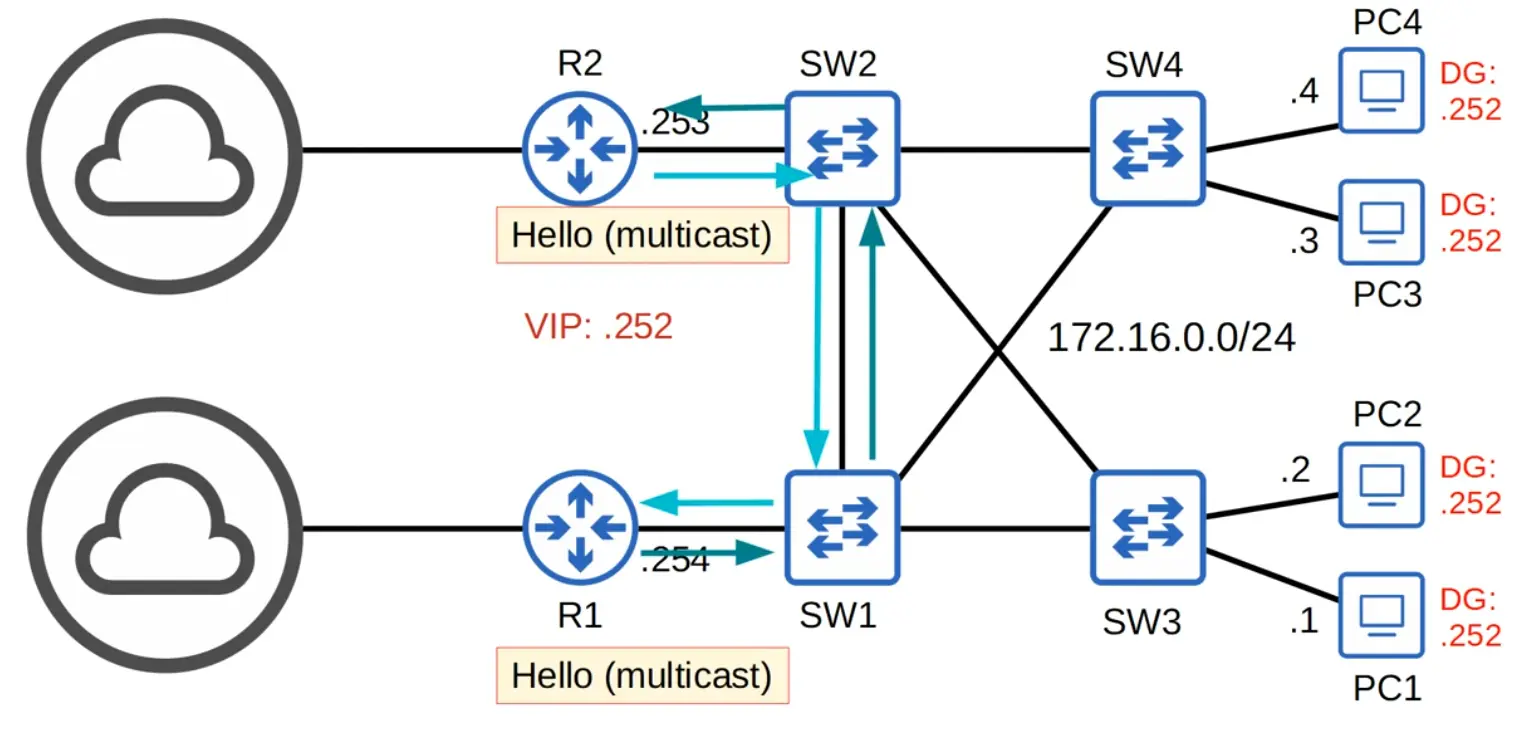 PC4
R2
SW2
SW4
DG:
.252
.4
.253
DG:
.252
.3
Hello (multicast)
PC3
VIP: .252
172.16.0.0/24
PC2
DG:
.252
.2
.254
DG:
.252
.1
R1
SW1
SW3
Hello (multicast)
PC1